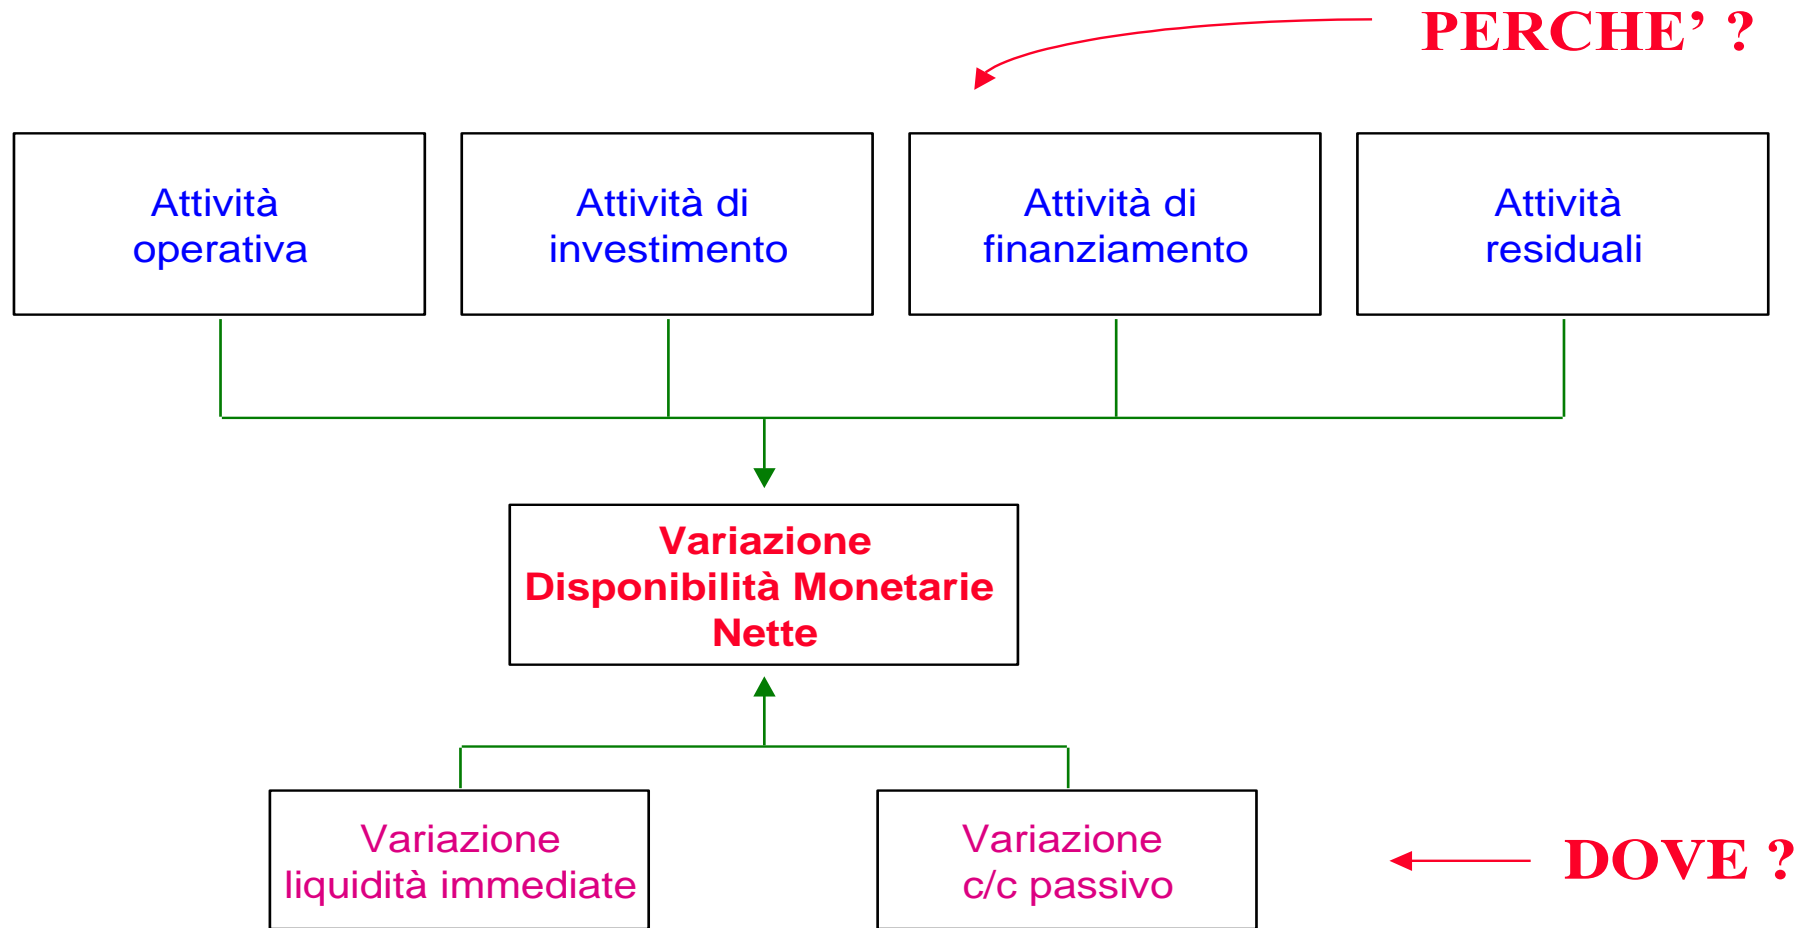 PERCHE’ ?
Attività
operativa
Attività di
investimento
Attività di
finanziamento
Attività
residuali
Variazione
Disponibilità Monetarie
Nette
Variazione
liquidità immediate
Variazione
c/c passivo
DOVE ?